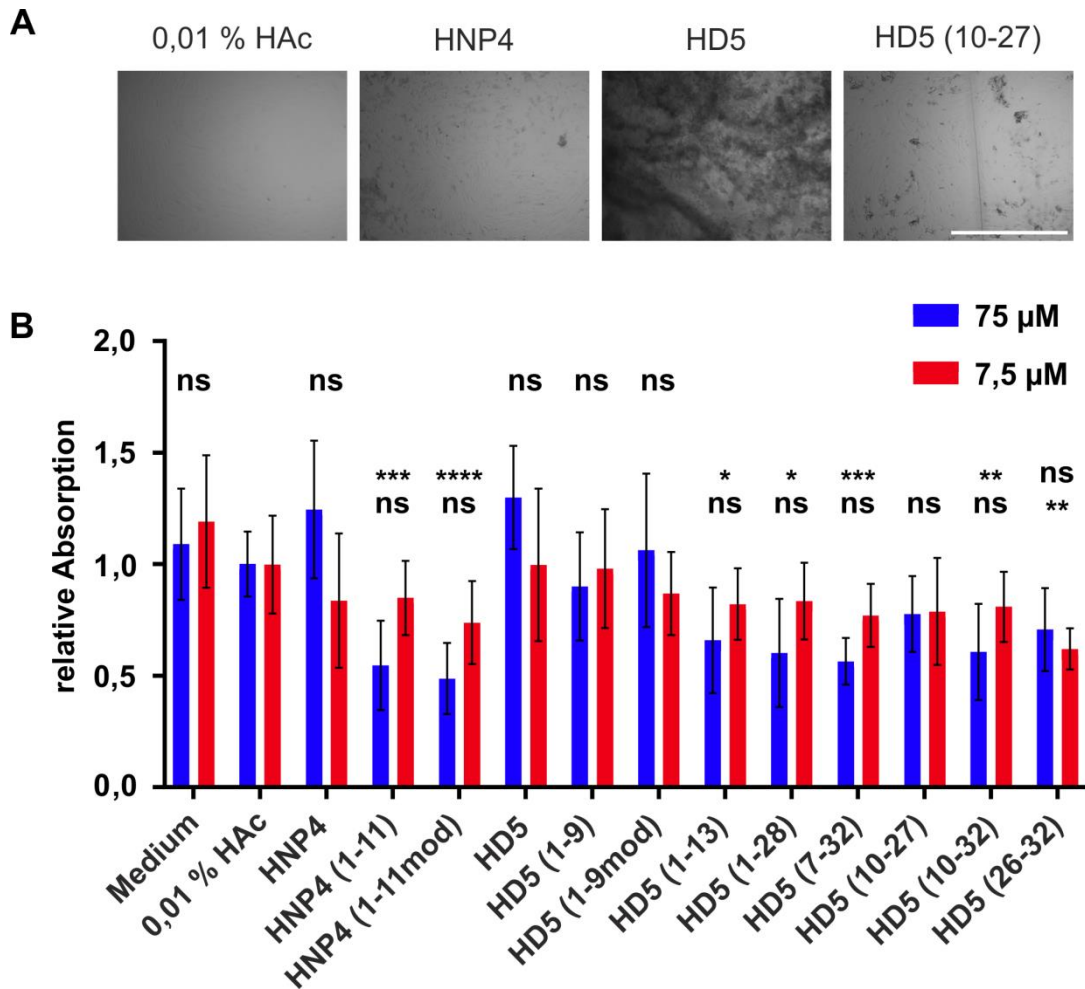 A
0,01 % HAc HNP4 HD5 HD5 (10-27)
B
75 µM
7,5 µM
relative Absorption
2,0
1,5
1,0
0,5
0,0
ns ns ns ns ns
*** **** * * *** ** ns
ns ns ns ns ns ns ns **
Medium
0,01 % HAc
HNP4
HNP4 (1-11)
HNP4 (1-11mod)
HD5
HD5 (1-9)
HD5 (1-9mod)
HD5 (1-13)
HD5 (1-28)
HD5 (7-32)
HD5 (10-27)
HD5 (10-32)
HD5 (26-32)